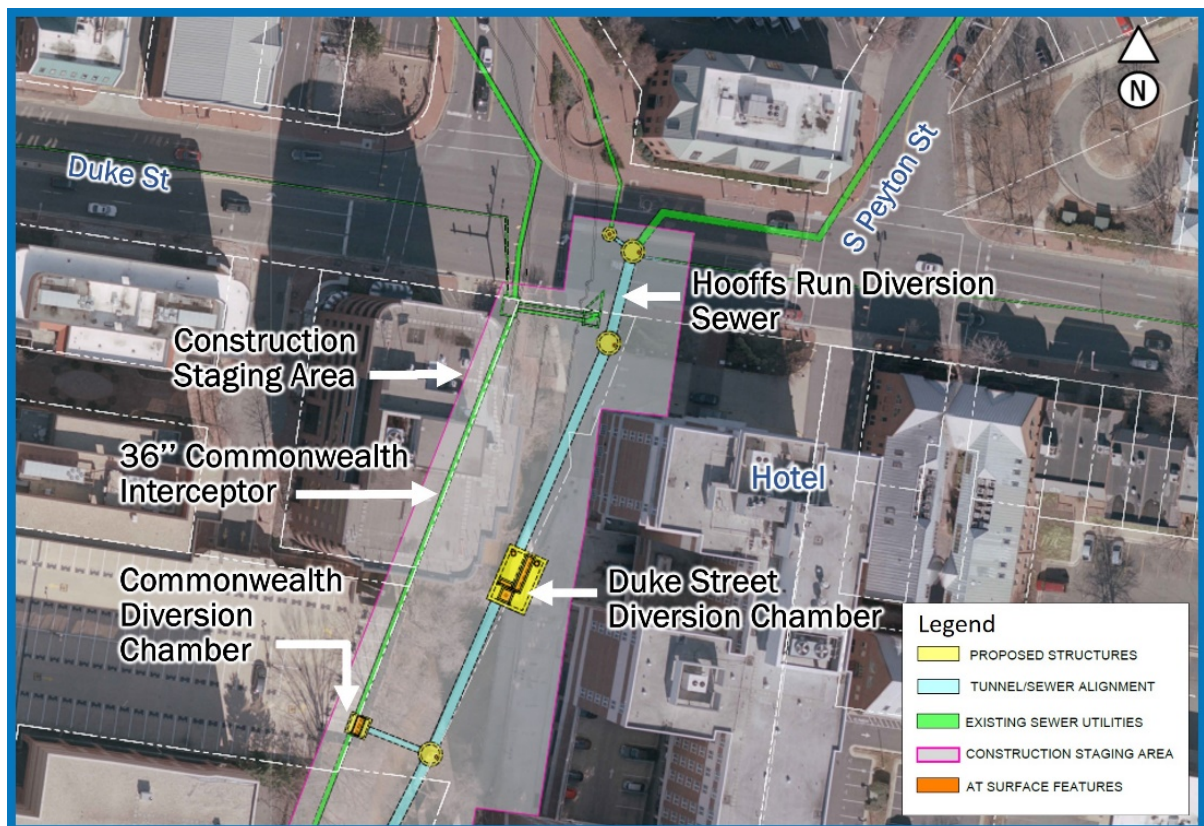 N
Duke St
S Peyton St
Hooffs Run Diversion
Sewer
Construction
Staging Area
36’’ Commonwealth
Interceptor
Hotel
Commonwealth
Diversion
Chamber
Duke Street
Diversion Chamber
Legend
PROPOSED STRUCTURES
TUNNEL/SEWER ALIGNMENT
EXISTING SEWER UTILITIES
CONSTRUCTION STAGING AREA
AT SURFACE FEATURES